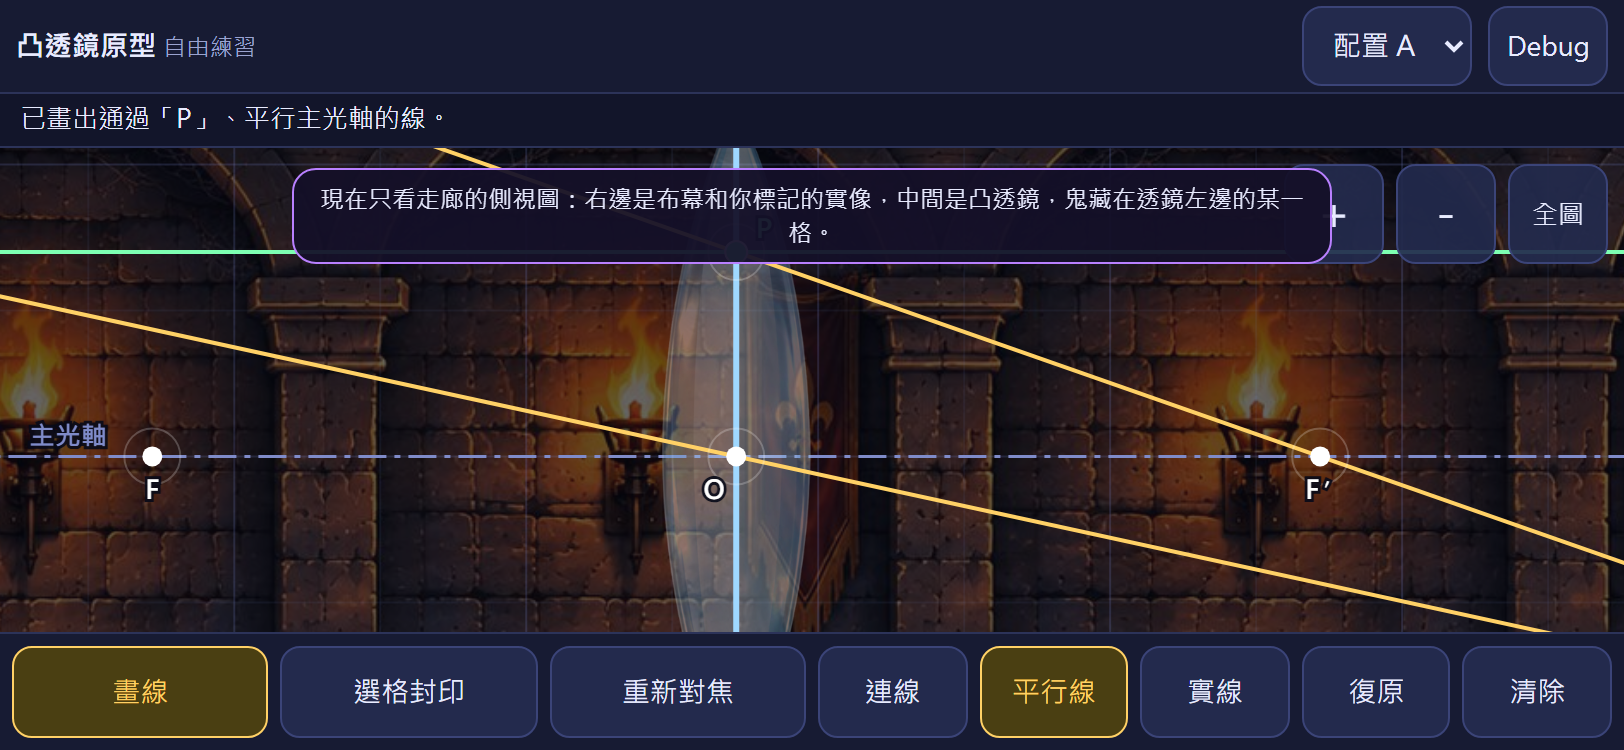 凸透鏡原型 自由練習
配置 A
Debug
已畫出通過「P」、平行主光軸的線。
現在只看走廊的側視圖：右邊是布幕和你標記的實像，中間是凸透鏡，鬼藏在透鏡左邊的某一
格。
+
−
全圖
P
主光軸
F
O
F′
畫線
選格封印
重新對焦
連線
平行線
實線
復原
清除